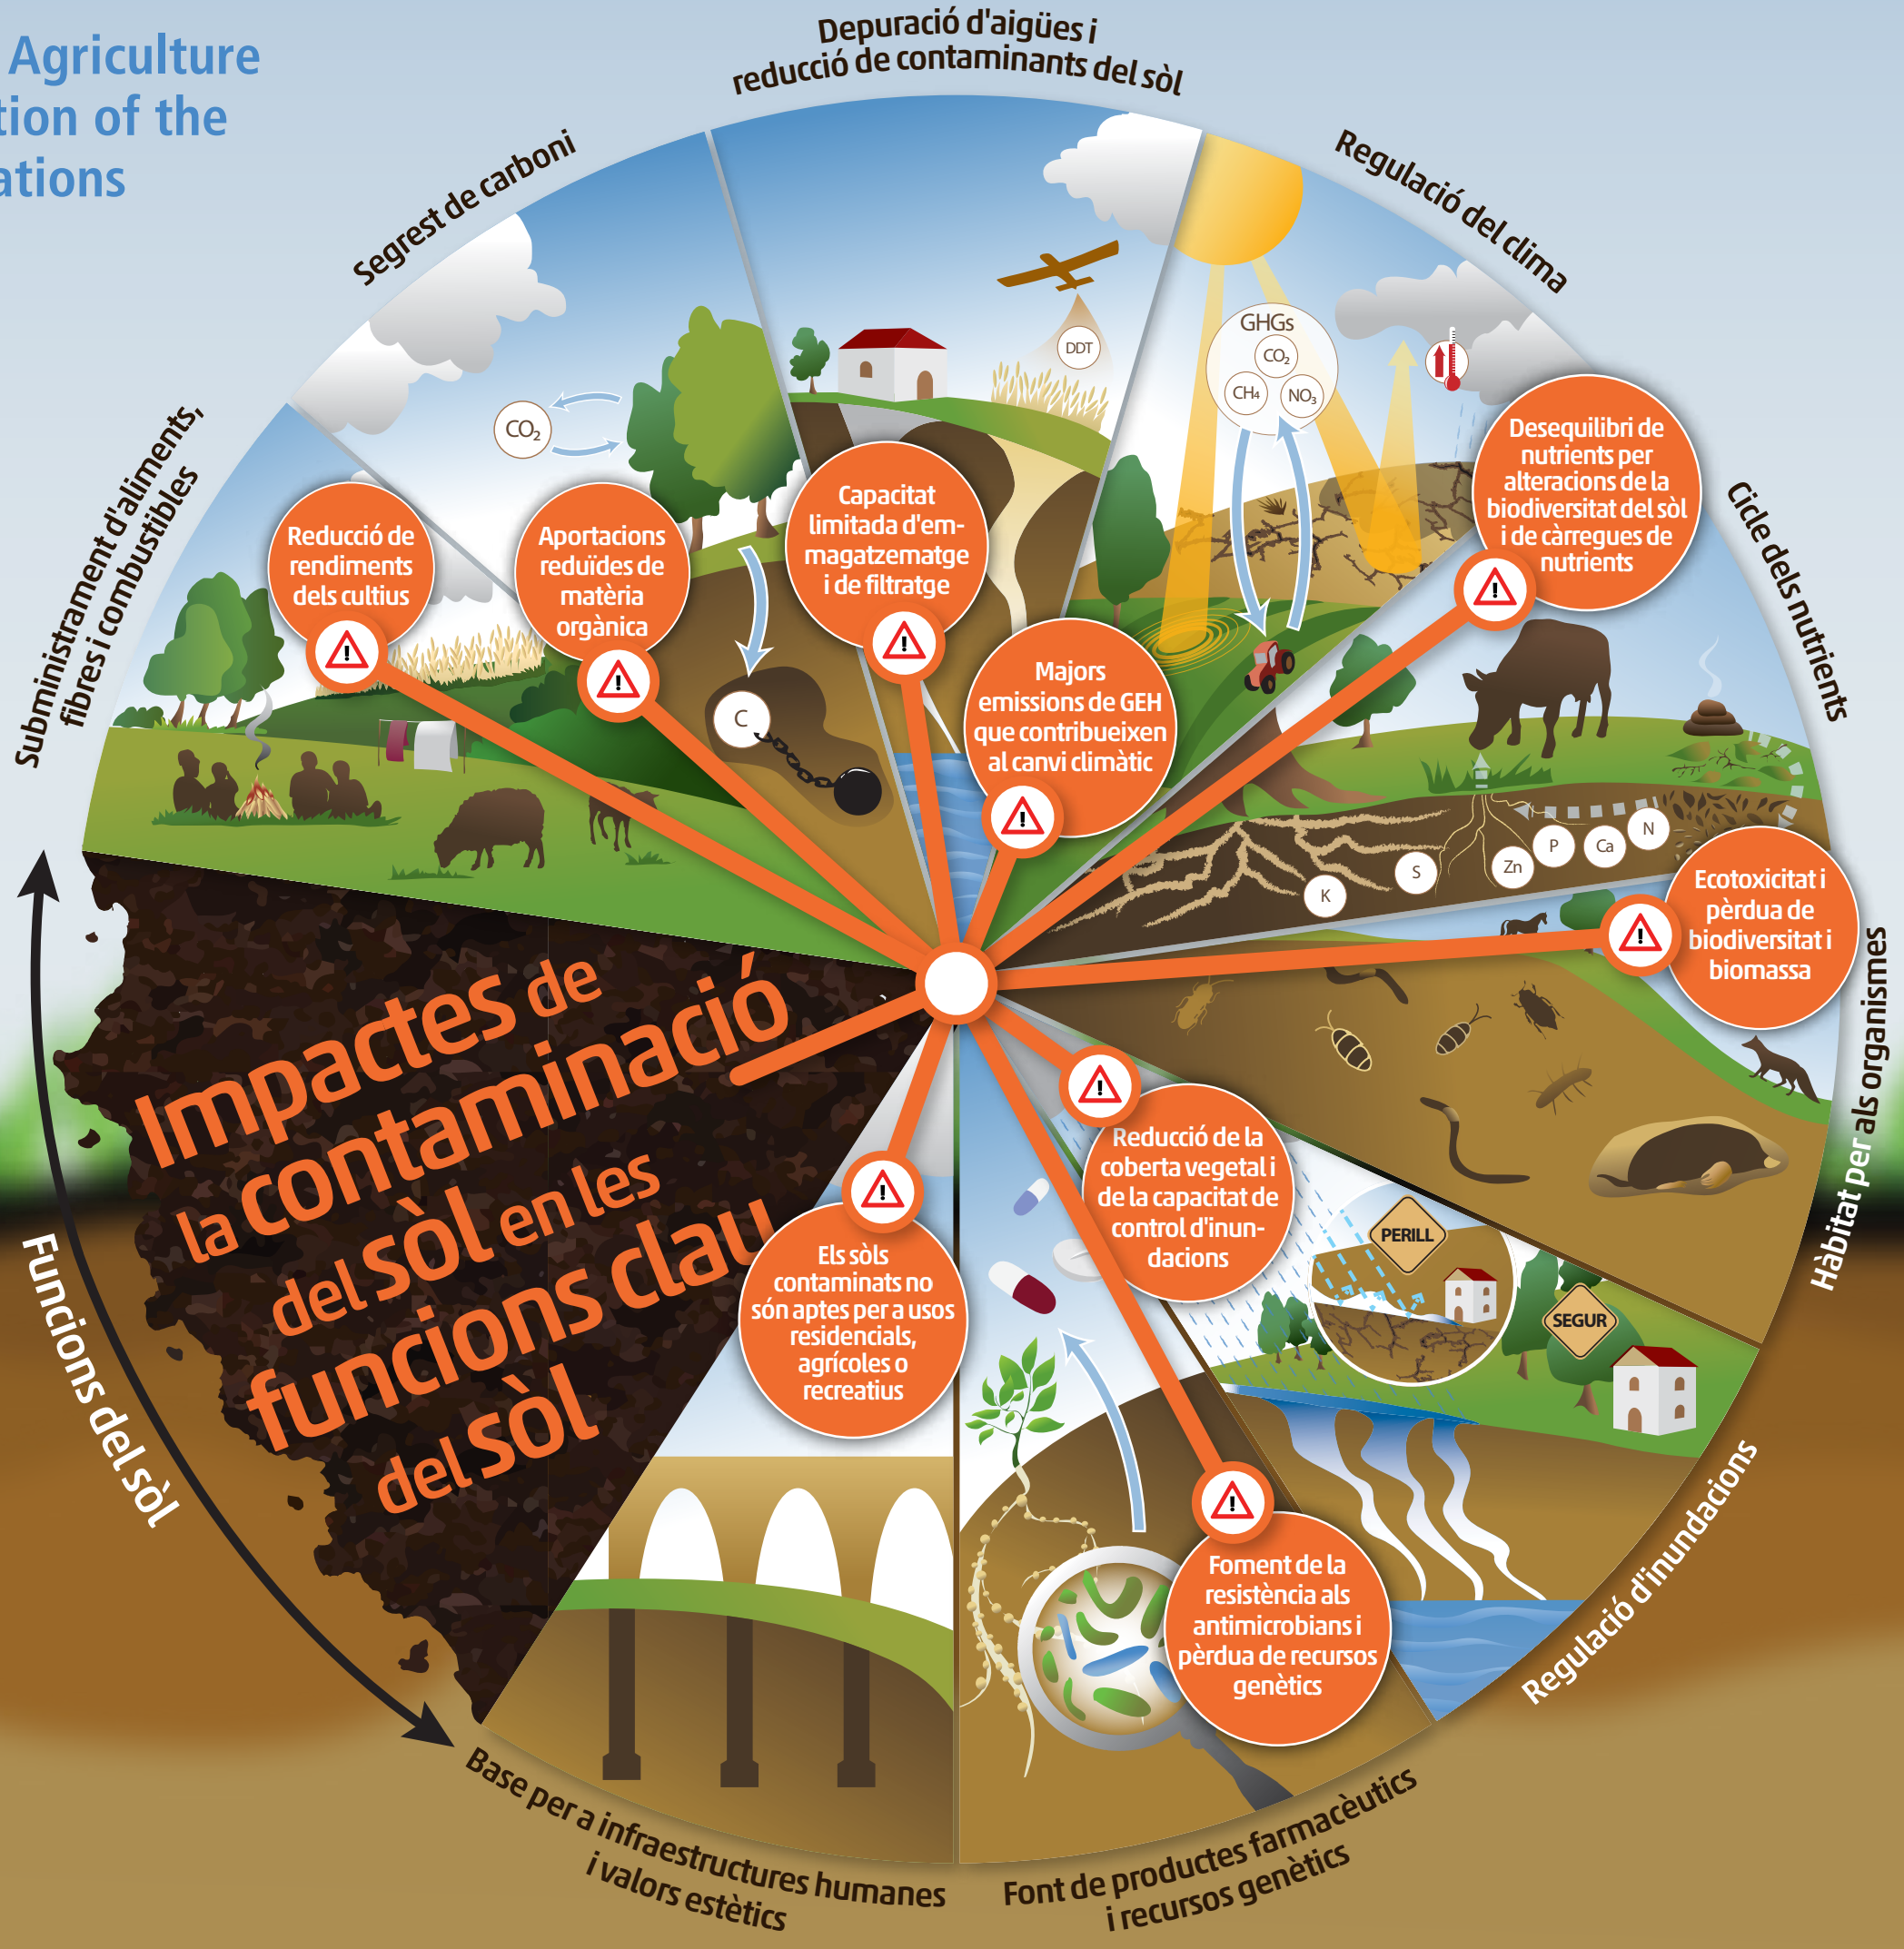 Agriculture
tion of the
ations
Depuració d'aigües i
reducció de contaminants del sòl
Segrest de carboni
Regulació del clima
Subministrament d'aliments,
fibres i combustibles
Cicle dels nutrients
Hàbitat per als organismes
Regulació d'inundacions
Font de productes farmacèutics
i recursos genètics
Base per a infraestructures humanes
i valors estètics
Funcions del sòl
Impactes de
la contaminació
del sòl en les
funcions clau
del sòl
Reducció de
rendiments
dels cultius
Aportacions
reduïdes de
matèria
orgànica
Capacitat
limitada d'em-
magatzematge
i de filtratge
Majors
emissions de GEH
que contribueixen
al canvi climàtic
Desequilibri de
nutrients per
alteracions de la
biodiversitat del sòl
i de càrregues de
nutrients
Ecotoxicitat i
pèrdua de
biodiversitat i
biomassa
Reducció de la
coberta vegetal i
de la capacitat de
control d'inun-
dacions
Foment de la
resistència als
antimicrobians i
pèrdua de recursos
genètics
Els sòls
contaminats no
són aptes per a usos
residencials,
agrícoles o
recreatius
CO₂
C
DDT
GHGs
CO₂
CH₄
NO₃
K
S
Zn
P
Ca
N
PERILL
SEGUR
!
!
!
!
!
!
!
!
!